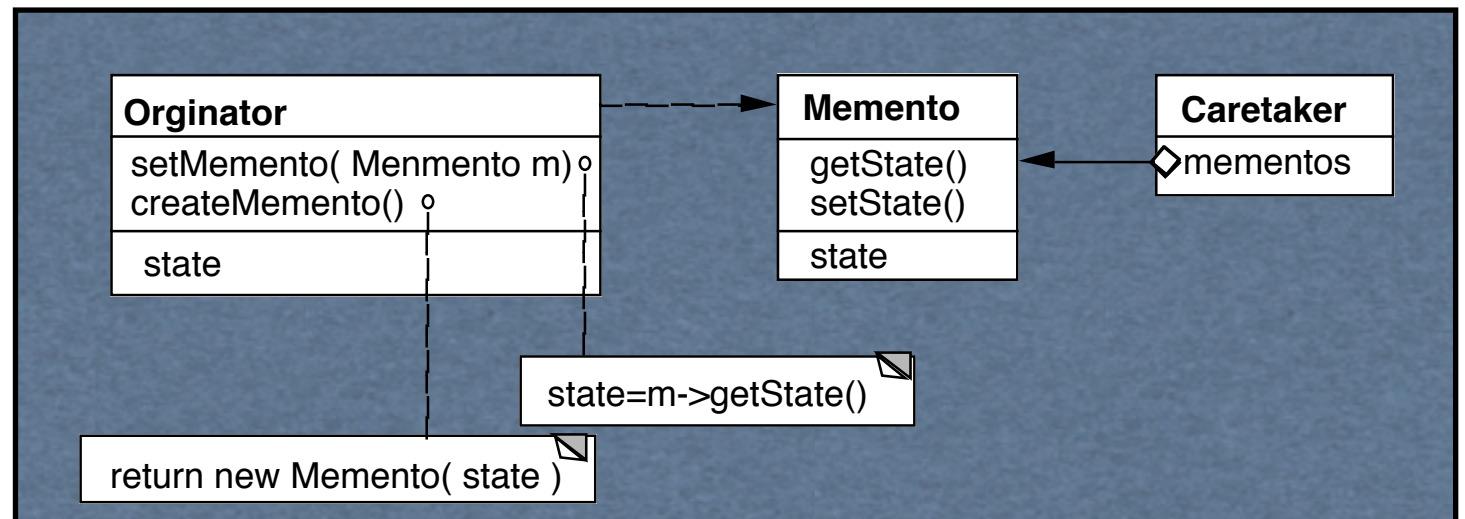 Orginator
setMemento( Menmento m)
createMemento()
state
Memento
getState()
setState()
state
Caretaker
mementos
state=m->getState()
return new Memento( state )